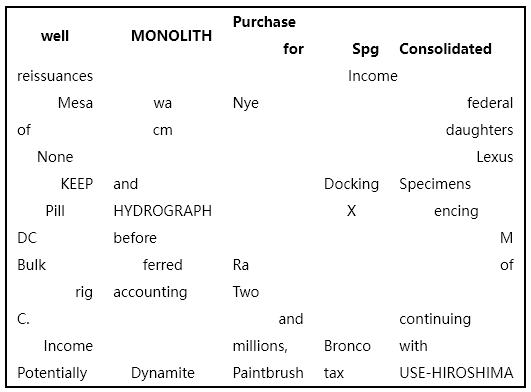 Purchase
well MONOLITH for Spg Consolidated
reissuances Income
Mesa wa Nye federal
of cm daughters
None Lexus
KEEP and Docking Specimens
Pill HYDROGRAPH X encing
DC before M
Bulk ferred Ra of
rig accounting Two
C. and continuing
Income millions, Bronco with
Potentially Dynamite Paintbrush tax USE-HIROSHIMA